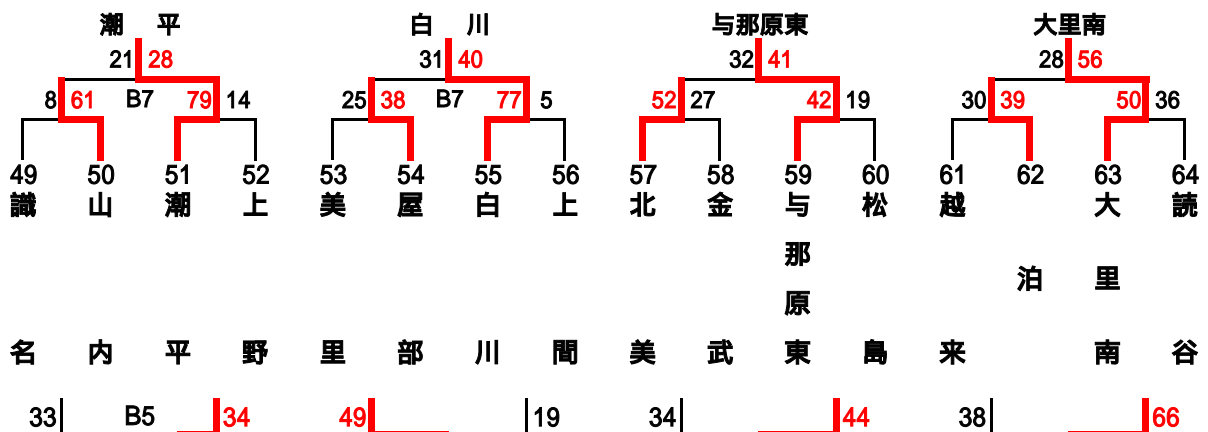 潮平 白川 与那原東 大里南
21 28 31 40 32 41 28 56
8 61 B7 79 14 25 38 B7 77 5 52 27 42 19 30 39 50 36
49 50 51 52 53 54 55 56 57 58 59 60 61 62 63 64
識名 山内 潮平 上野 美里 屋部 白川 上間 北美 金武 与那原東 松島 越来 泊 大里南 読谷
33 B5 34 49 19 34 44 38 66